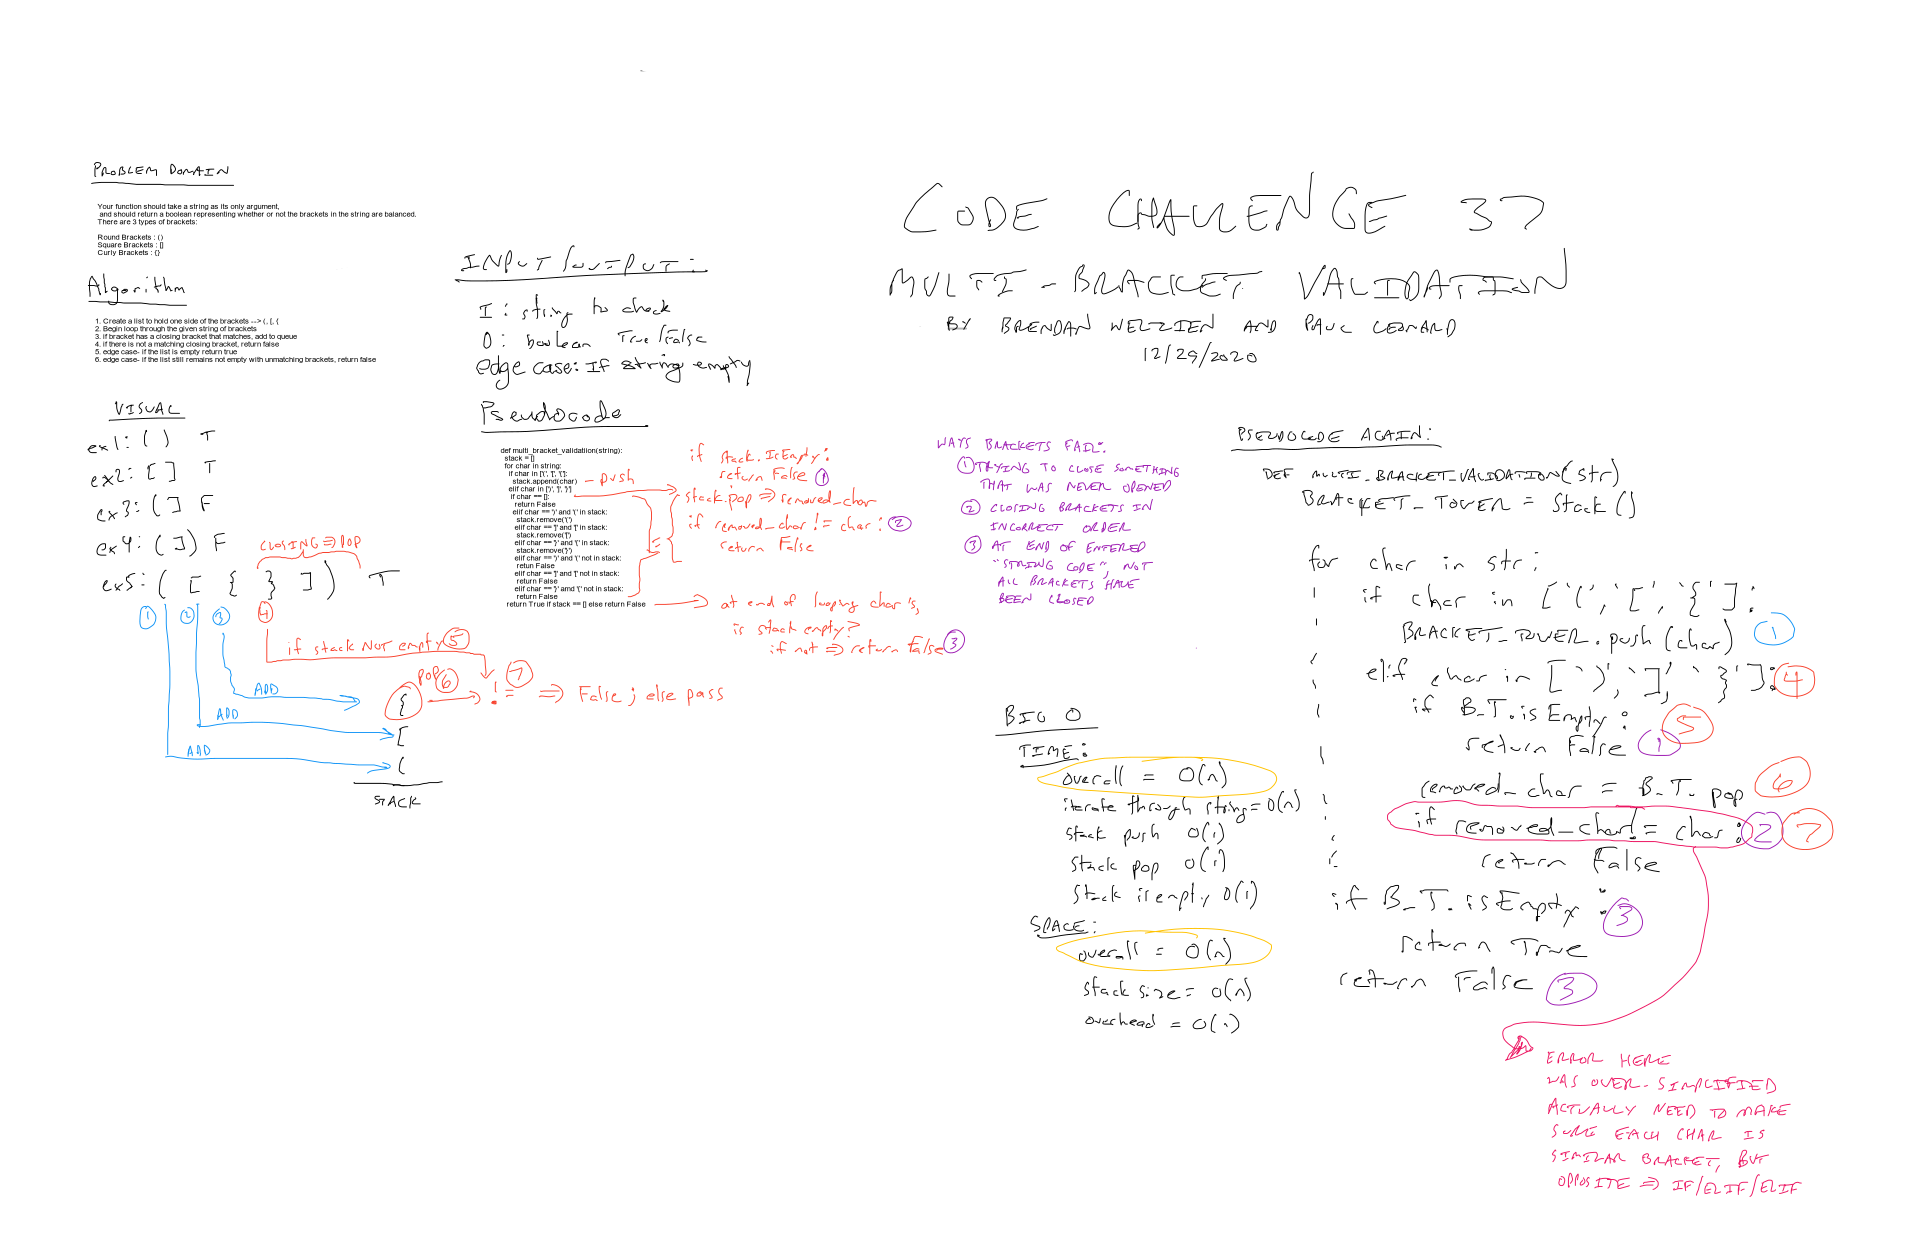 CODE CHALLENGE 37
MULTI-BRACKET VALIDATION
BY BRENDAN WELZIEN AND PAUL LEONARD
12/29/2020
PROBLEM DOMAIN
Your function should take a string as its only argument,
and should return a boolean representing whether or not the brackets in the string are balanced.
There are 3 types of brackets:
Round Brackets : ()
Square Brackets : []
Curly Brackets : {}
Algorithm
1. Create a list to hold one side of the brackets --> (, [, {
2. Begin loop through the given string of brackets
3. if bracket has a closing bracket that matches, add to queue
4. if there is not a matching closing bracket, return false
5. edge case- if the list is empty return true
6. edge case- if the list still remains not empty with unmatching brackets, return false
VISUAL
ex1: ( ) T
ex2: [ ] T
ex3: ( ] F
ex4: ( ] ) F
CLOSING => POP
ex5: ( [ { } ] ) T
1 2 3 4
if stack NOT empty 5
POP 6 7
ADD { != => False ; else pass
ADD [
ADD (
STACK
INPUT/OUTPUT:
I : string to check
O : boolean True/False
edge case: If string empty
Pseudocode
def multi_bracket_validatiion(string):
stack = []
for char in string:
if char in ['(', '[', '{']:
stack.append(char)
elif char in [')', ']', '}']
if char == []:
return False
elif char == ')' and '(' in stack:
stack.remove('(')
elif char == ']' and '[' in stack:
stack.remove('[')
elif char == '}' and '{' in stack:
stack.remove('{')
elif char == ')' and '(' not in stack:
retun False
elif char == ']' and '[' not in stack:
return False
elif char == '}' and '{' not in stack:
return False
return True if stack == [] else return False
- push
if stack.IsEmpty:
return False 1
stack.pop => removed_char
if removed_char != char : 2
return False
at end of looping char's,
is stack empty?
if not => return False 3
WAYS BRACKETS FAIL:
1 TRYING TO CLOSE SOMETHING
THAT WAS NEVER OPENED
2 CLOSING BRACKETS IN
INCORRECT ORDER
3 AT END OF ENTERED
"STRING CODE", NOT
ALL BRACKETS HAVE
BEEN CLOSED
BIG O
TIME:
overall = O(n)
iterate through string = O(n)
stack push O(1)
stack pop O(1)
stack isempty O(1)
SPACE:
overall = O(n)
stack size = O(n)
overhead = O(1)
PSEUDOCODE AGAIN:
DEF MULTI_BRACKET_VALIDATION(str)
BRACKET_TOWER = Stack()
for char in str:
if char in ['(', '[', '{']:
BRACKET_TOWER.push(char) 1
elif char in [')', ']', '}']: 4
if B_T.isEmpty: 5
return False 1
removed_char = B_T.pop 6
if removed_char != char: 2 7
return False
if B_T.isEmpty : 3
return True
return False 3
ERROR HERE
WAS OVER-SIMPLIFIED
ACTUALLY NEED TO MAKE
SURE EACH CHAR IS
SIMILAR BRACKET, BUT
OPPOSITE => IF/ELIF/ELIF